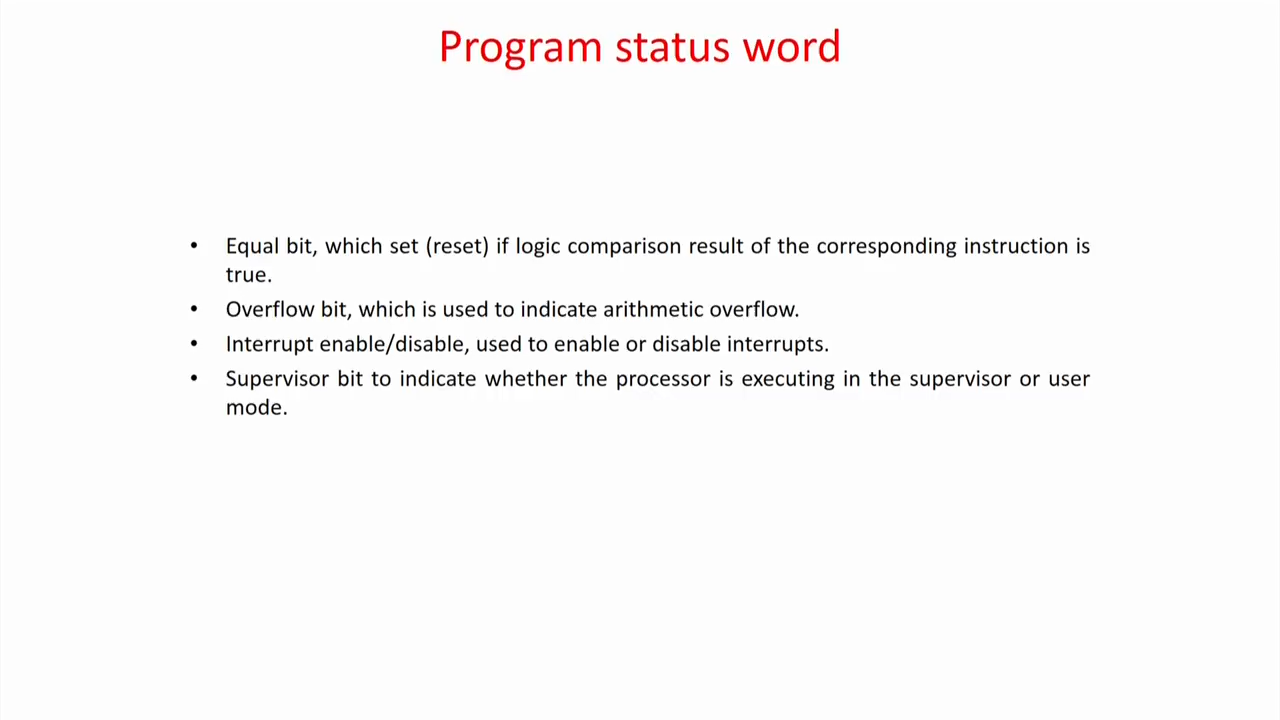 Program status word
• Equal bit, which set (reset) if logic comparison result of the corresponding instruction is
true.
• Overflow bit, which is used to indicate arithmetic overflow.
• Interrupt enable/disable, used to enable or disable interrupts.
• Supervisor bit to indicate whether the processor is executing in the supervisor or user
mode.